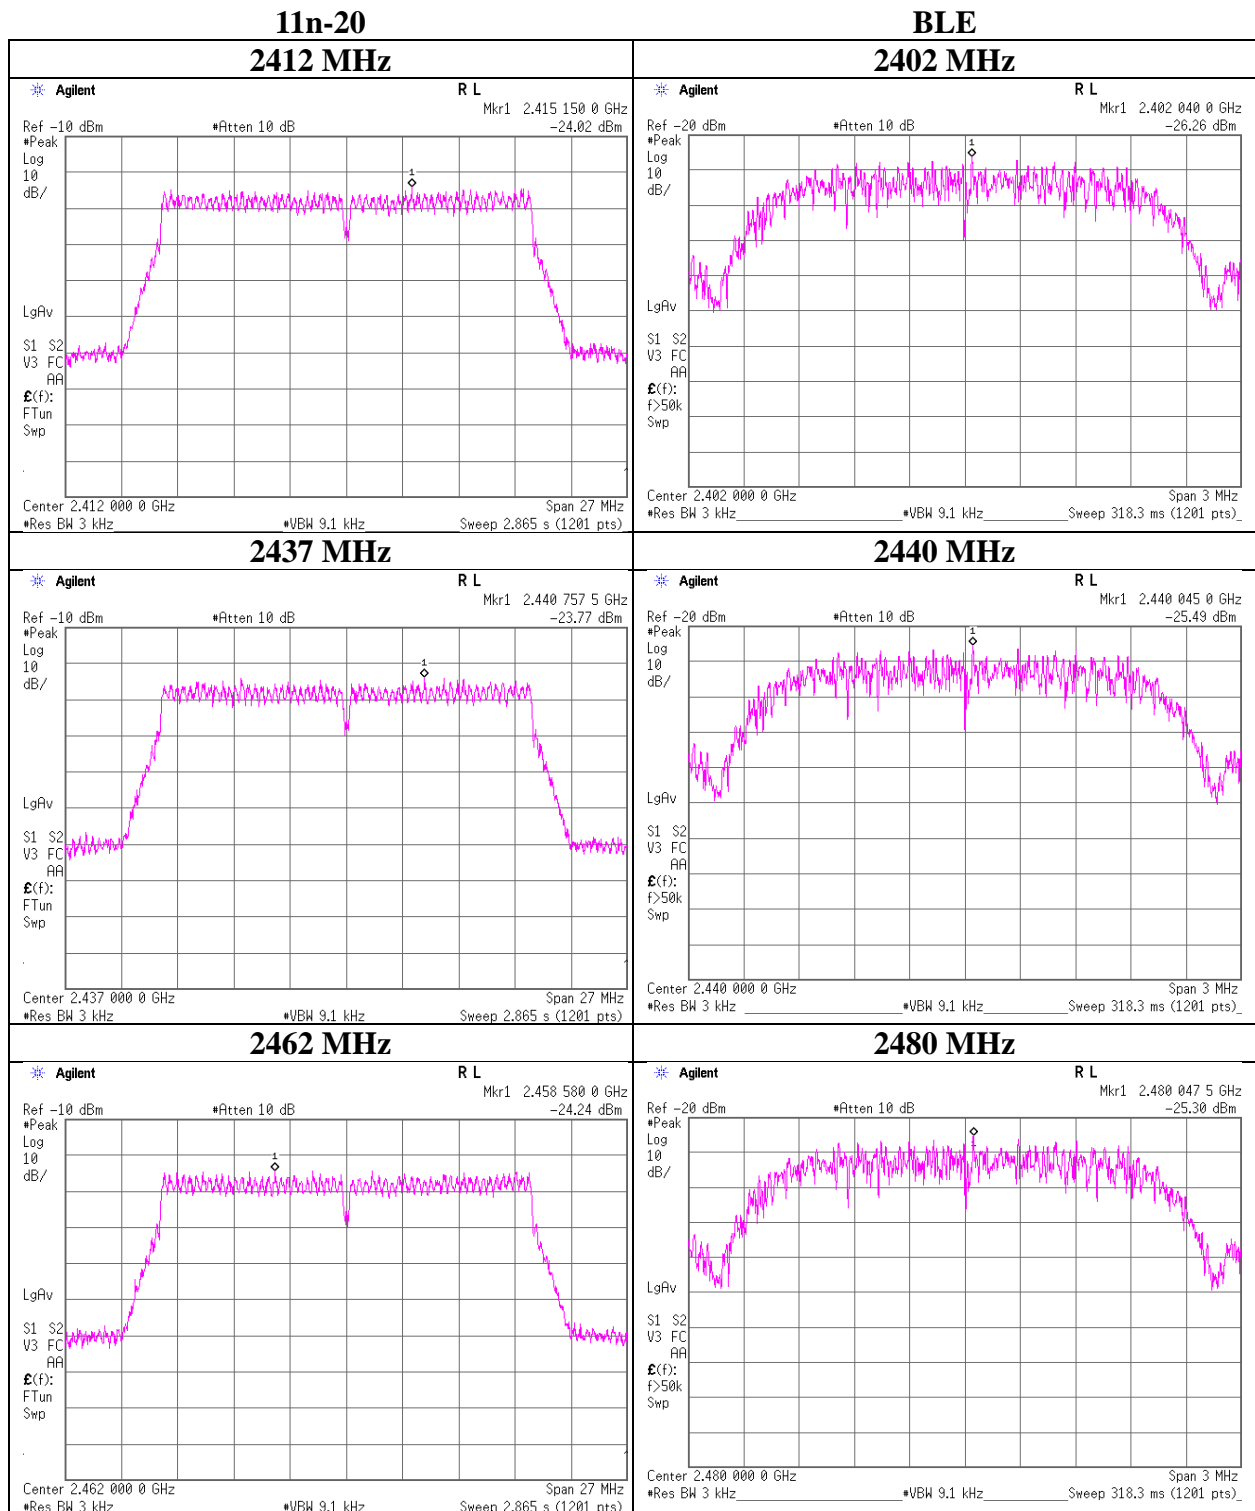 11n-20 BLE
2412 MHz 2402 MHz
Agilent R L
Mkr1 2.415 150 0 GHz
Ref -10 dBm #Atten 10 dB -24.02 dBm
#Peak
Log
10
dB/
1
LgAv
S1 S2
V3 FC
AA
£(f):
FTun
Swp
Center 2.412 000 0 GHz Span 27 MHz
#Res BW 3 kHz #VBW 9.1 kHz Sweep 2.865 s (1201 pts)
Agilent R L
Mkr1 2.402 040 0 GHz
Ref -20 dBm #Atten 10 dB -26.26 dBm
#Peak
Log
10
dB/
1
LgAv
S1 S2
V3 FC
AA
£(f):
f>50k
Swp
Center 2.402 000 0 GHz Span 3 MHz
#Res BW 3 kHz #VBW 9.1 kHz Sweep 318.3 ms (1201 pts)
2437 MHz 2440 MHz
Agilent R L
Mkr1 2.440 757 5 GHz
Ref -10 dBm #Atten 10 dB -23.77 dBm
#Peak
Log
10
dB/
1
LgAv
S1 S2
V3 FC
AA
£(f):
FTun
Swp
Center 2.437 000 0 GHz Span 27 MHz
#Res BW 3 kHz #VBW 9.1 kHz Sweep 2.865 s (1201 pts)
Agilent R L
Mkr1 2.440 045 0 GHz
Ref -20 dBm #Atten 10 dB -25.49 dBm
#Peak
Log
10
dB/
1
LgAv
S1 S2
V3 FC
AA
£(f):
f>50k
Swp
Center 2.440 000 0 GHz Span 3 MHz
#Res BW 3 kHz #VBW 9.1 kHz Sweep 318.3 ms (1201 pts)
2462 MHz 2480 MHz
Agilent R L
Mkr1 2.458 580 0 GHz
Ref -10 dBm #Atten 10 dB -24.24 dBm
#Peak
Log
10
dB/
1
LgAv
S1 S2
V3 FC
AA
£(f):
FTun
Swp
Center 2.462 000 0 GHz Span 27 MHz
#Res BW 3 kHz #VBW 9.1 kHz Sweep 2.865 s (1201 pts)
Agilent R L
Mkr1 2.480 047 5 GHz
Ref -20 dBm #Atten 10 dB -25.30 dBm
#Peak
Log
10
dB/
1
LgAv
S1 S2
V3 FC
AA
£(f):
f>50k
Swp
Center 2.480 000 0 GHz Span 3 MHz
#Res BW 3 kHz #VBW 9.1 kHz Sweep 318.3 ms (1201 pts)